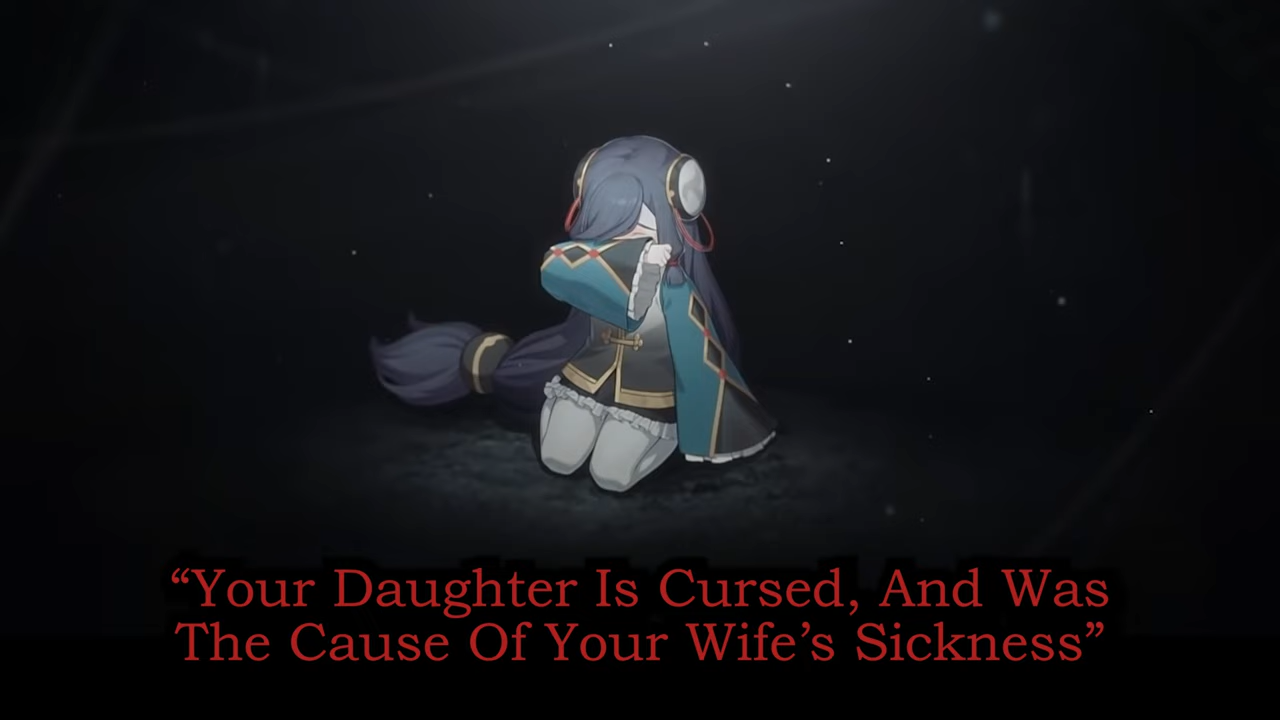 “Your Daughter Is Cursed, And Was
The Cause Of Your Wife’s Sickness”